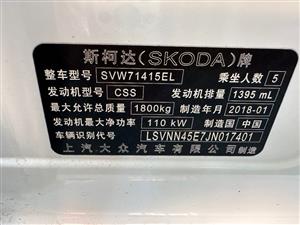 斯柯达(SKODA)牌
整车型号 SVW71415EL 乘坐人数 5
发动机型号 CSS 发动机排量 1395 mL
最大允许总质量 1800kg 制造年月 2018-01
发动机最大净功率 110 kW 制造国 中国
车辆识别代号 LSVNN45E7JN017401
上汽大众汽车有限公司制造